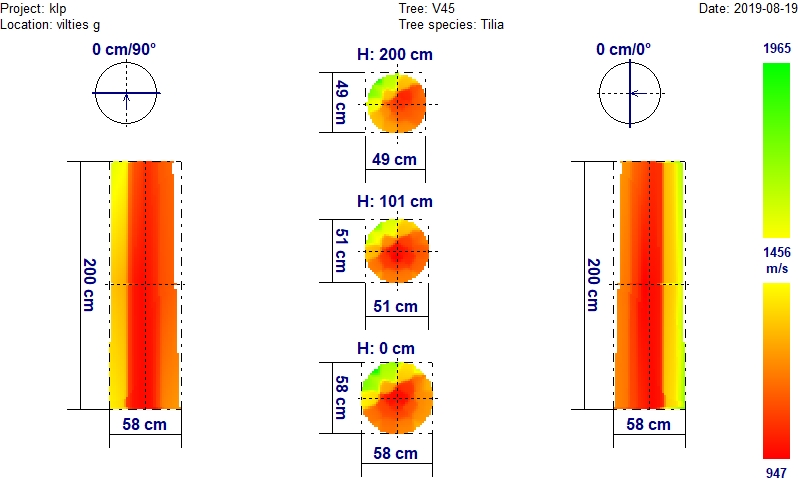 Project: klp
Tree: V45
Date: 2019-08-19
Location: vilties g
Tree species: Tilia
0 cm/90°
H: 200 cm
0 cm/0°
1965
49 cm
49 cm
H: 101 cm
51 cm
51 cm
200 cm
200 cm
1456
m/s
H: 0 cm
58 cm
58 cm
58 cm
58 cm
947